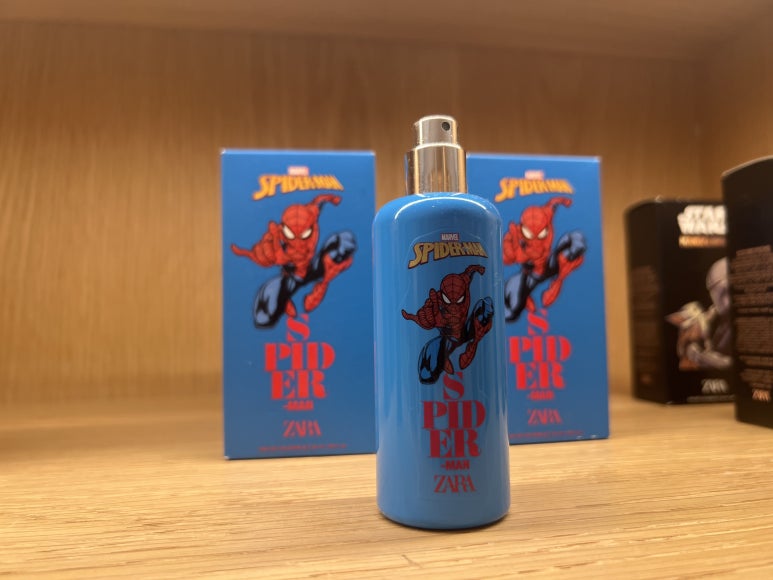 MARVEL
SPIDER-MAN
S
PID
ER
-MAN
ZARA
MARVEL
SPIDER-MAN
S
PID
ER
-MAN
ZARA
MARVEL
SPIDER-MAN
S
PID
ER
ZARA
STAR
WARS
ZARA